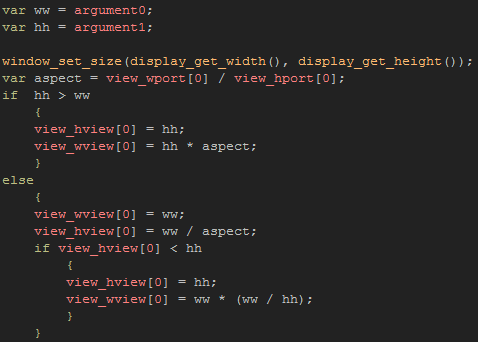 var ww = argument0;
var hh = argument1;

window_set_size(display_get_width(), display_get_height());
var aspect = view_wport[0] / view_hport[0];
if  hh > ww
    {
    view_hview[0] = hh;
    view_wview[0] = hh * aspect;
    }
else
    {
    view_wview[0] = ww;
    view_hview[0] = ww / aspect;
    if view_hview[0] < hh
        {
        view_hview[0] = hh;
        view_wview[0] = ww * (ww / hh);
        }
    }